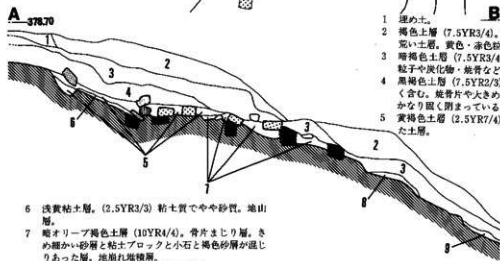 A
B
378.70
1 埋め土。
2 褐色土層 (7.5YR3/4)。
荒い土層。黄色・赤色粒
3 暗褐色土層 (7.5YR3/4
粒子や炭化物・焼骨など
4 黒褐色土層 (7.5YR2/3)
く含む。焼骨片や大きめ
かなり固く閉まっている
5 黄褐色土層 (2.5YR7/4)
た土層。
1
2
3
4
3
2
3
6
5
7
8
9
6 浅黄粘土層。(2.5YR3/3) 粘土質でやや砂質。地山
層。
7 暗オリーブ褐色土層 (10YR4/4)。骨片まじり層。き
め細かい砂層と粘土ブロックと小石と褐色砂層が混じ
りあった層。地崩れ堆積層。